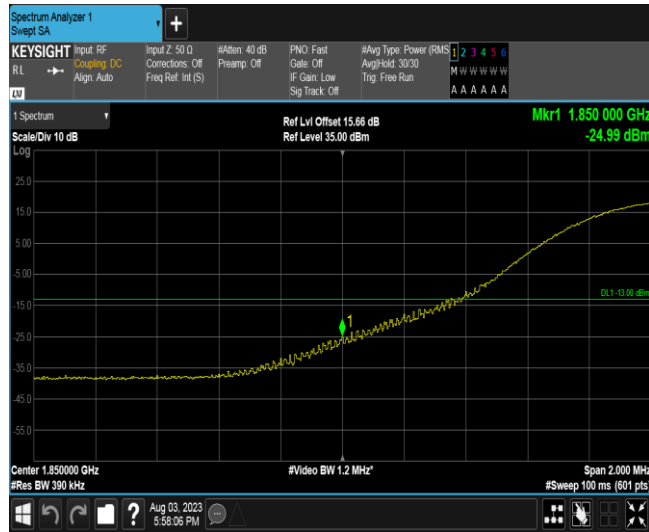 Spectrum Analyzer 1
Swept SA
KEYSIGHT
RL
LXI
Input: RF
Coupling: DC
Align: Auto
Input Z: 50 Ω
Corrections: Off
Freq Ref: Int (S)
#Atten: 40 dB
Preamp: Off
PNO: Fast
Gate: Off
IF Gain: Low
Sig Track: Off
#Avg Type: Power (RMS
Avg|Hold: 30/30
Trig: Free Run
1 2 3 4 5 6
M W W W W W
A A A A A A
1 Spectrum
Scale/Div 10 dB
Log
Ref Lvl Offset 15.66 dB
Ref Level 35.00 dBm
Mkr1 1.850 000 GHz
-24.99 dBm
25.0
15.0
5.00
-5.00
DL1 -13.00 dBm
-15.0
1
-25.0
-35.0
-45.0
-55.0
Center 1.850000 GHz
#Res BW 390 kHz
#Video BW 1.2 MHz*
Span 2.000 MHz
#Sweep 100 ms (601 pts)
?
Aug 03, 2023
5:58:06 PM